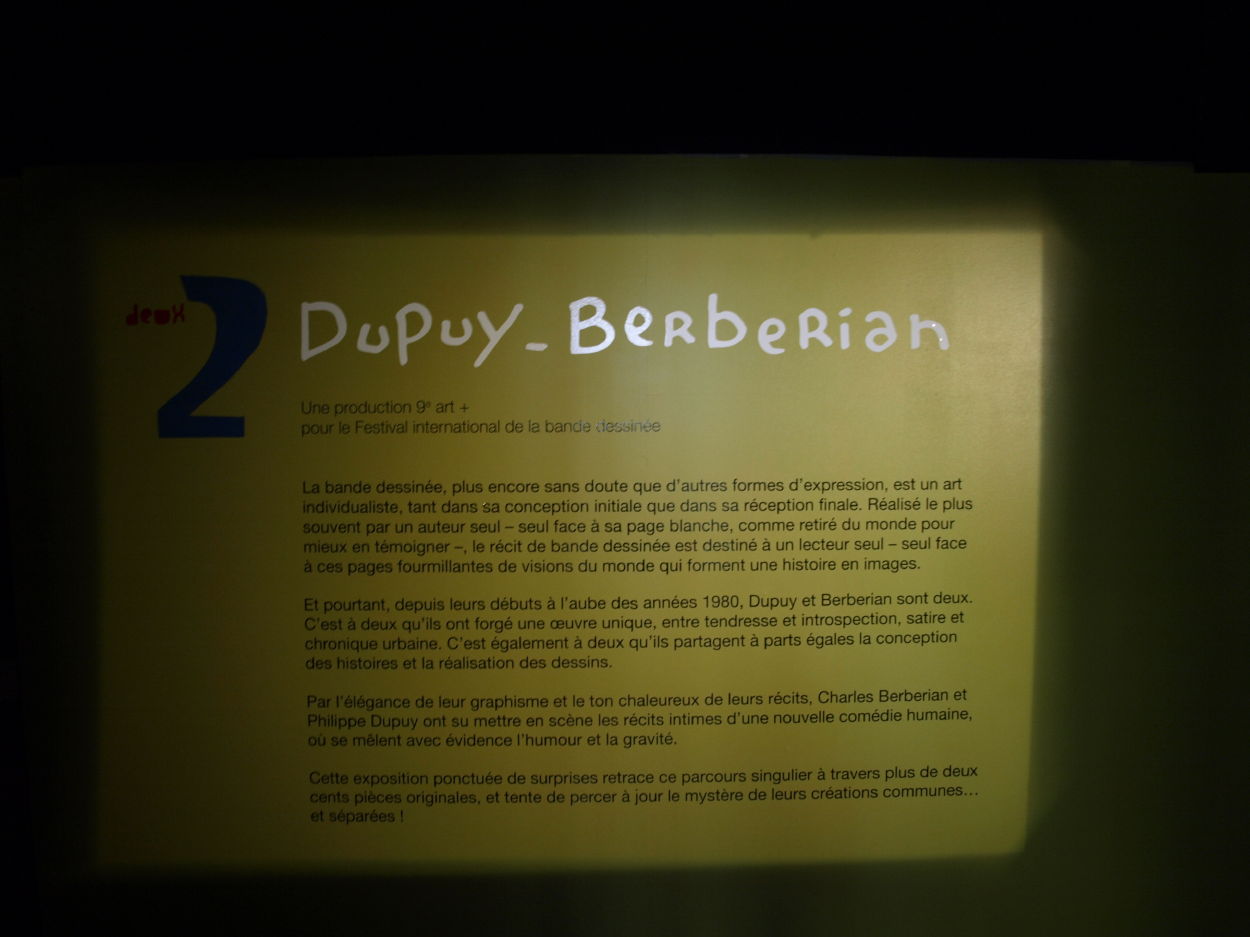 deux
2
DuPuy_BeRbeRian
Une production 9e art +
pour le Festival international de la bande dessinée
La bande dessinée, plus encore sans doute que d'autres formes d'expression, est un art
individualiste, tant dans sa conception initiale que dans sa réception finale. Réalisé le plus
souvent par un auteur seul – seul face à sa page blanche, comme retiré du monde pour
mieux en témoigner –, le récit de bande dessinée est destiné à un lecteur seul – seul face
à ces pages fourmillantes de visions du monde qui forment une histoire en images.
Et pourtant, depuis leurs débuts à l'aube des années 1980, Dupuy et Berberian sont deux.
C'est à deux qu'ils ont forgé une œuvre unique, entre tendresse et introspection, satire et
chronique urbaine. C'est également à deux qu'ils partagent à parts égales la conception
des histoires et la réalisation des dessins.
Par l'élégance de leur graphisme et le ton chaleureux de leurs récits, Charles Berberian et
Philippe Dupuy ont su mettre en scène les récits intimes d'une nouvelle comédie humaine,
où se mêlent avec évidence l'humour et la gravité.
Cette exposition ponctuée de surprises retrace ce parcours singulier à travers plus de deux
cents pièces originales, et tente de percer à jour le mystère de leurs créations communes...
et séparées !